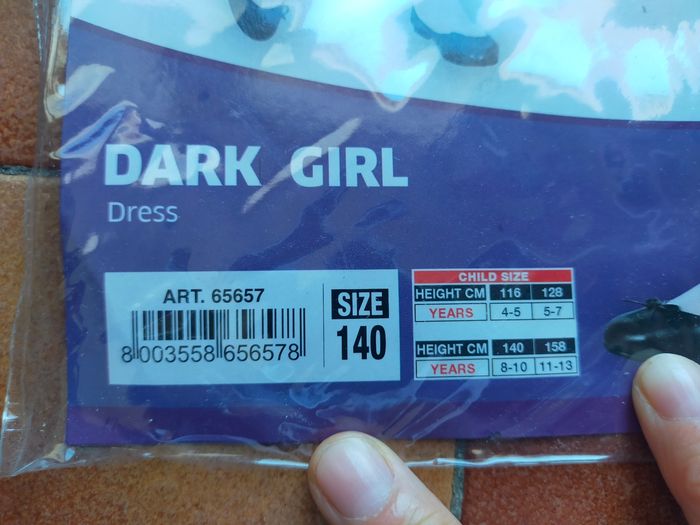 DARK GIRL
Dress
ART. 65657
8 003558 656578
SIZE
140
CHILD SIZE
HEIGHT CM 116 128
YEARS 4-5 5-7
HEIGHT CM 140 158
YEARS 8-10 11-13